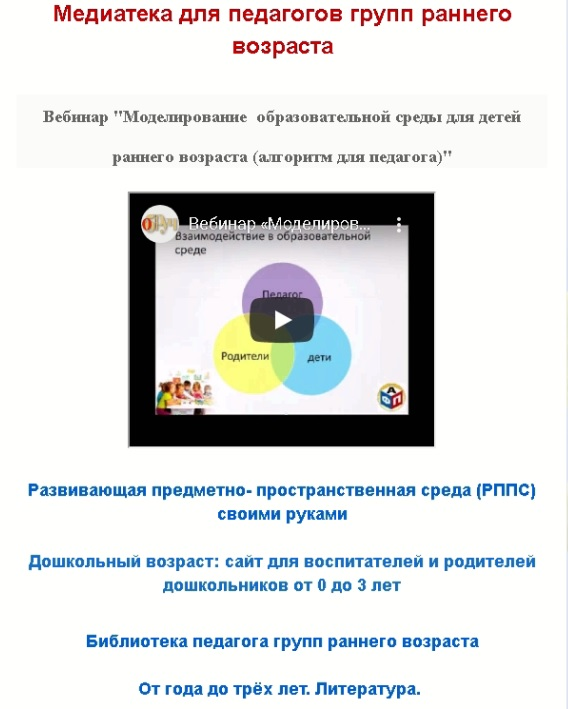 Медиатека для педагогов групп раннего
возраста
Вебинар "Моделирование образовательной среды для детей
раннего возраста (алгоритм для педагога)"
Вебинар «Моделиров...
Взаимодействие в образовательной
среде
Педагог
Родители
дети
Развивающая предметно- пространственная среда (РППС)
своими руками
Дошкольный возраст: сайт для воспитателей и родителей
дошкольников от 0 до 3 лет
Библиотека педагога групп раннего возраста
От года до трёх лет. Литература.